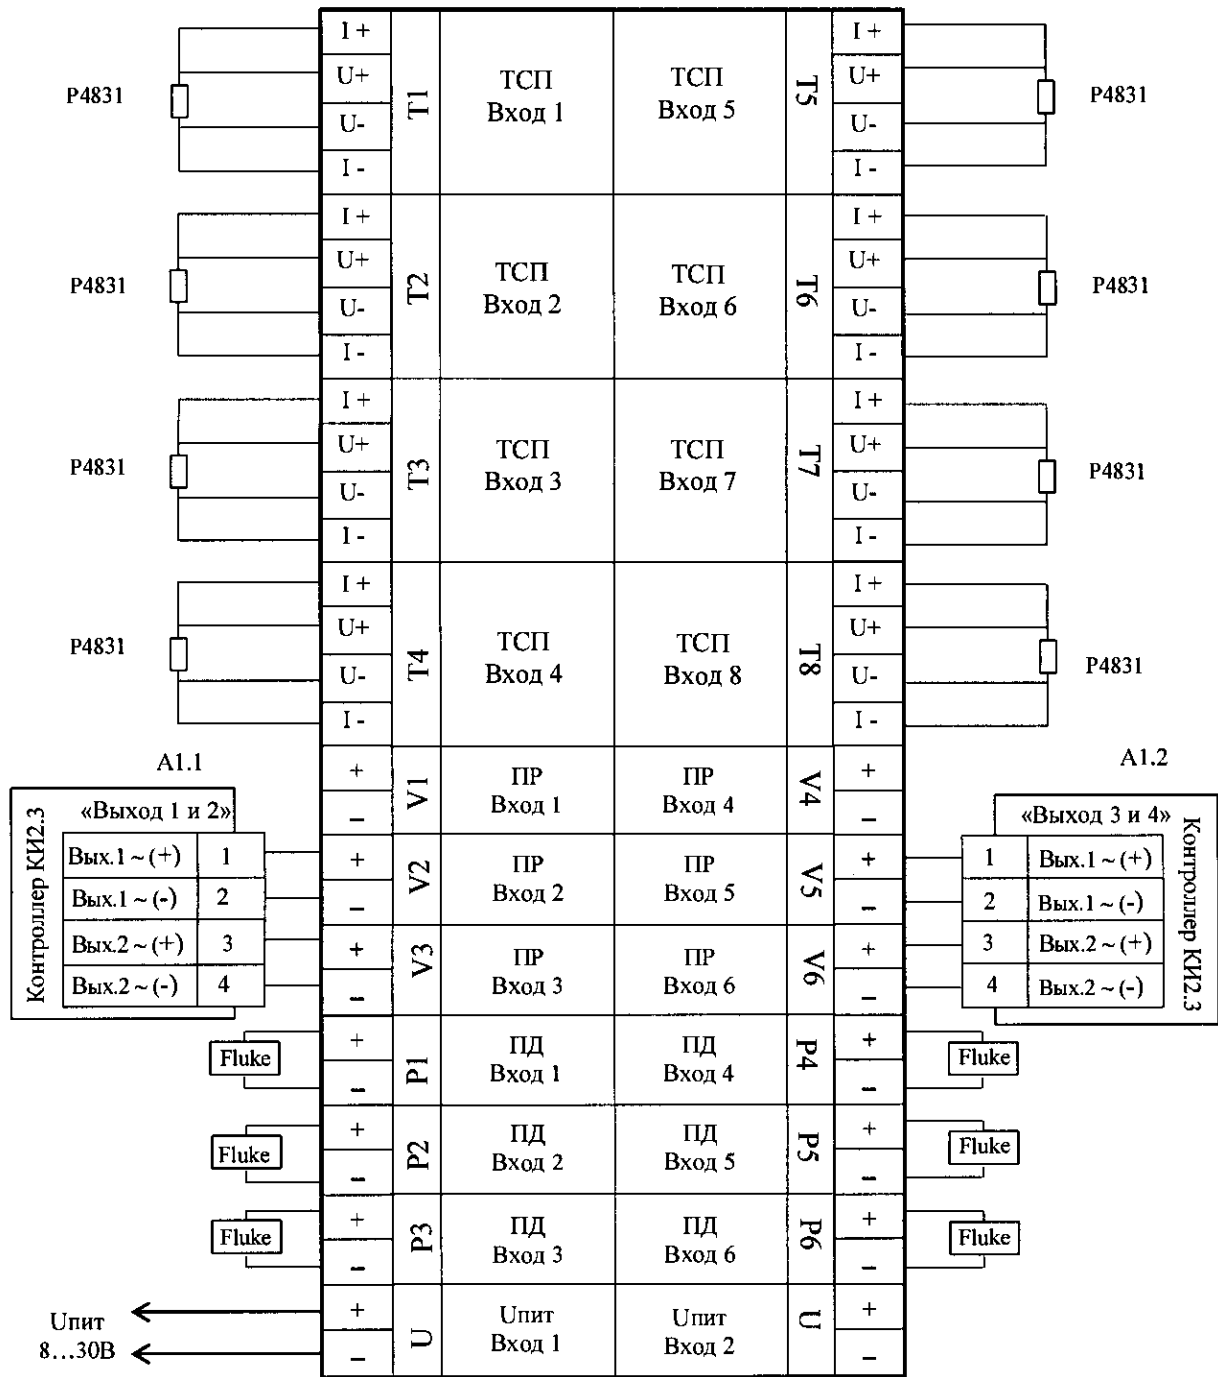 I +
U+
U-
I -
T1
ТСП
Вход 1
ТСП
Вход 5
T5
I +
U+
U-
I -
P4831
P4831
I +
U+
U-
I -
T2
ТСП
Вход 2
ТСП
Вход 6
T6
I +
U+
U-
I -
P4831
P4831
I +
U+
U-
I -
T3
ТСП
Вход 3
ТСП
Вход 7
T7
I +
U+
U-
I -
P4831
P4831
I +
U+
U-
I -
T4
ТСП
Вход 4
ТСП
Вход 8
T8
I +
U+
U-
I -
P4831
P4831
A1.1
Контроллер КИ2.3
«Выход 1 и 2»
Вых.1 ~ (+) 1
Вых.1 ~ (-) 2
Вых.2 ~ (+) 3
Вых.2 ~ (-) 4
+
–
V1
ПР
Вход 1
ПР
Вход 4
V4
+
–
+
–
V2
ПР
Вход 2
ПР
Вход 5
V5
+
–
+
–
V3
ПР
Вход 3
ПР
Вход 6
V6
+
–
A1.2
«Выход 3 и 4»
1 Вых.1 ~ (+)
2 Вых.1 ~ (-)
3 Вых.2 ~ (+)
4 Вых.2 ~ (-)
Контроллер КИ2.3
Fluke
+
–
P1
ПД
Вход 1
ПД
Вход 4
P4
+
–
Fluke
Fluke
+
–
P2
ПД
Вход 2
ПД
Вход 5
P5
+
–
Fluke
Fluke
+
–
P3
ПД
Вход 3
ПД
Вход 6
P6
+
–
Fluke
Uпит
8...30В
+
–
U
Uпит
Вход 1
Uпит
Вход 2
U
+
–